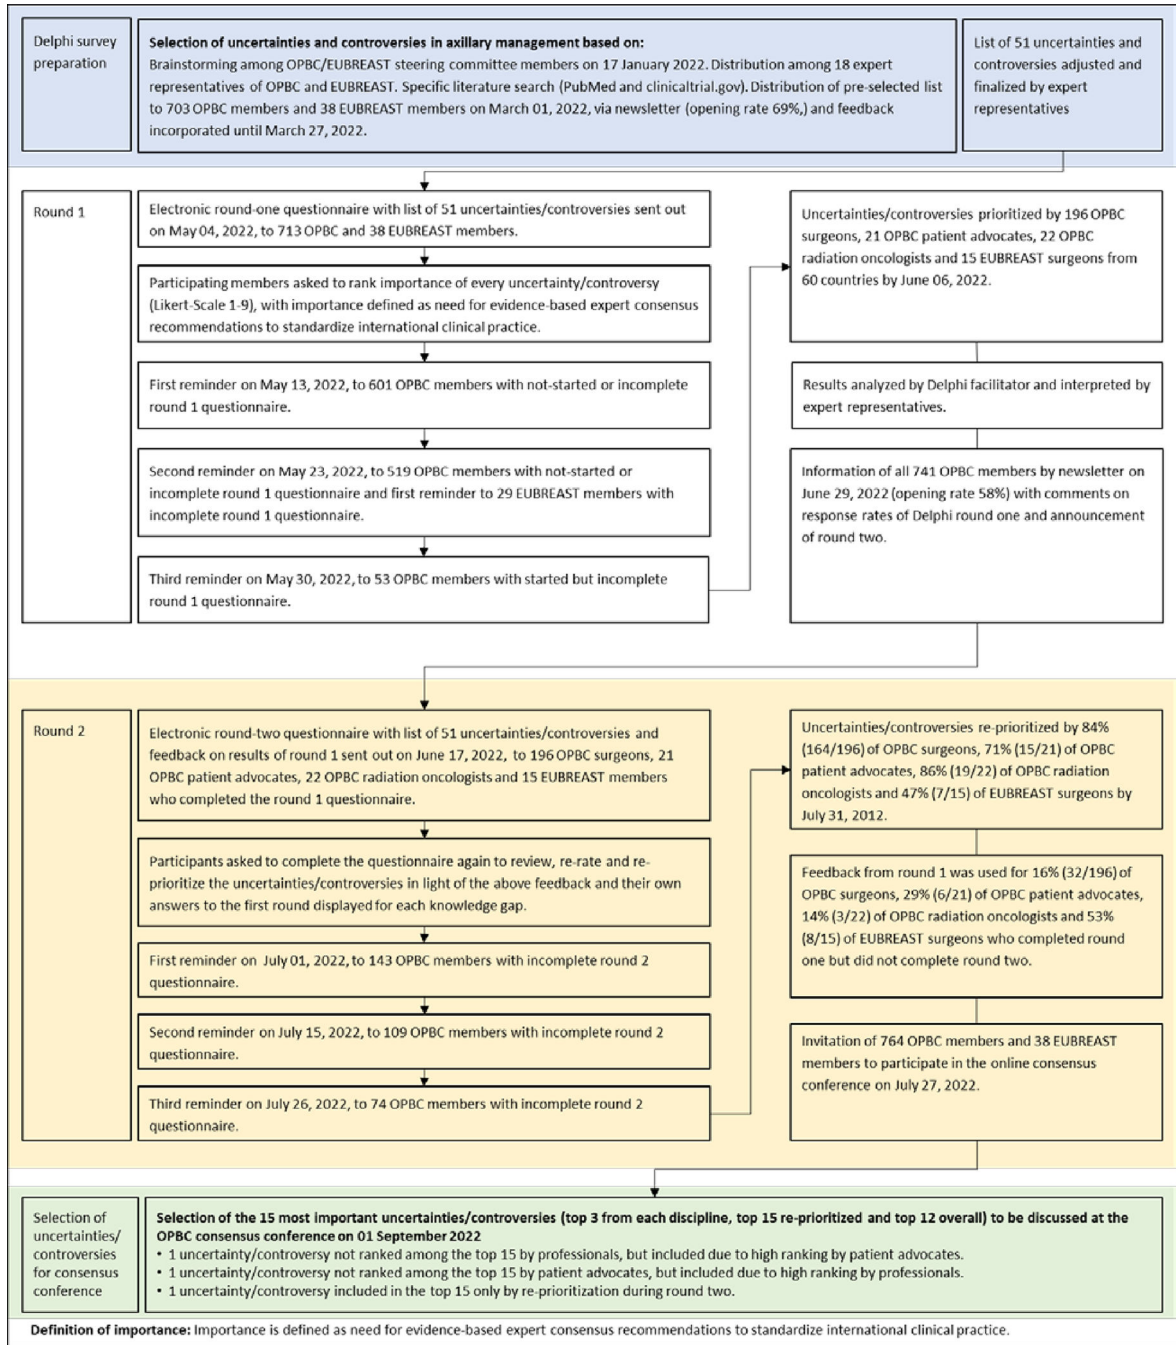 Delphi survey
preparation
Selection of uncertainties and controversies in axillary management based on:
Brainstorming among OPBC/EUBREAST steering committee members on 17 January 2022. Distribution among 18 expert
representatives of OPBC and EUBREAST. Specific literature search (PubMed and clinicaltrial.gov). Distribution of pre-selected list
to 703 OPBC members and 38 EUBREAST members on March 01, 2022, via newsletter (opening rate 69%,) and feedback
incorporated until March 27, 2022.
List of 51 uncertainties and
controversies adjusted and
finalized by expert
representatives
Round 1
Electronic round-one questionnaire with list of 51 uncertainties/controversies sent out
on May 04, 2022, to 713 OPBC and 38 EUBREAST members.
Participating members asked to rank importance of every uncertainty/controversy
(Likert-Scale 1-9), with importance defined as need for evidence-based expert consensus
recommendations to standardize international clinical practice.
First reminder on May 13, 2022, to 601 OPBC members with not-started or incomplete
round 1 questionnaire.
Second reminder on May 23, 2022, to 519 OPBC members with not-started or
incomplete round 1 questionnaire and first reminder to 29 EUBREAST members with
incomplete round 1 questionnaire.
Third reminder on May 30, 2022, to 53 OPBC members with started but incomplete
round 1 questionnaire.
Uncertainties/controversies prioritized by 196 OPBC
surgeons, 21 OPBC patient advocates, 22 OPBC
radiation oncologists and 15 EUBREAST surgeons from
60 countries by June 06, 2022.
Results analyzed by Delphi facilitator and interpreted by
expert representatives.
Information of all 741 OPBC members by newsletter on
June 29, 2022 (opening rate 58%) with comments on
response rates of Delphi round one and announcement
of round two.
Round 2
Electronic round-two questionnaire with list of 51 uncertainties/controversies and
feedback on results of round 1 sent out on June 17, 2022, to 196 OPBC surgeons, 21
OPBC patient advocates, 22 OPBC radiation oncologists and 15 EUBREAST members
who completed the round 1 questionnaire.
Participants asked to complete the questionnaire again to review, re-rate and re-
prioritize the uncertainties/controversies in light of the above feedback and their own
answers to the first round displayed for each knowledge gap.
First reminder on July 01, 2022, to 143 OPBC members with incomplete round 2
questionnaire.
Second reminder on July 15, 2022, to 109 OPBC members with incomplete round 2
questionnaire.
Third reminder on July 26, 2022, to 74 OPBC members with incomplete round 2
questionnaire.
Uncertainties/controversies re-prioritized by 84%
(164/196) of OPBC surgeons, 71% (15/21) of OPBC
patient advocates, 86% (19/22) of OPBC radiation
oncologists and 47% (7/15) of EUBREAST surgeons by
July 31, 2012.
Feedback from round 1 was used for 16% (32/196) of
OPBC surgeons, 29% (6/21) of OPBC patient advocates,
14% (3/22) of OPBC radiation oncologists and 53%
(8/15) of EUBREAST surgeons who completed round
one but did not complete round two.
Invitation of 764 OPBC members and 38 EUBREAST
members to participate in the online consensus
conference on July 27, 2022.
Selection of
uncertainties/
controversies
for consensus
conference
Selection of the 15 most important uncertainties/controversies (top 3 from each discipline, top 15 re-prioritized and top 12 overall) to be discussed at the
OPBC consensus conference on 01 September 2022
• 1 uncertainty/controversy not ranked among the top 15 by professionals, but included due to high ranking by patient advocates.
• 1 uncertainty/controversy not ranked among the top 15 by patient advocates, but included due to high ranking by professionals.
• 1 uncertainty/controversy included in the top 15 only by re-prioritization during round two.
Definition of importance: Importance is defined as need for evidence-based expert consensus recommendations to standardize international clinical practice.